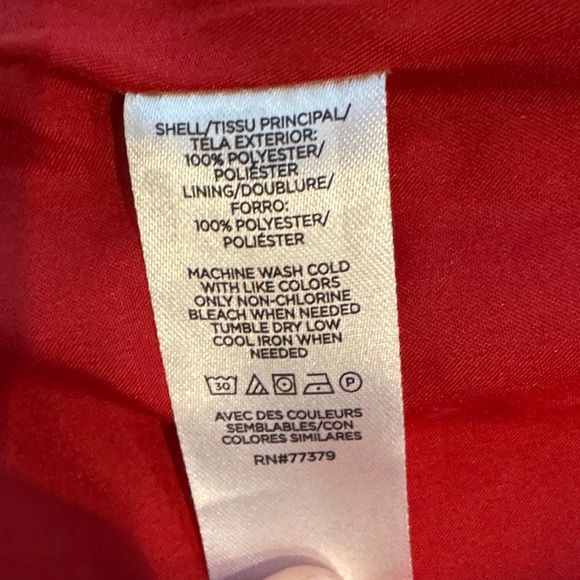 SHELL/TISSU PRINCIPAL/
TELA EXTERIOR:
100% POLYESTER/
POLIÉSTER
LINING/DOUBLURE/
FORRO:
100% POLYESTER/
POLIÉSTER
MACHINE WASH COLD
WITH LIKE COLORS
ONLY NON-CHLORINE
BLEACH WHEN NEEDED
TUMBLE DRY LOW
COOL IRON WHEN
NEEDED
30 P
AVEC DES COULEURS
SEMBLABLES/CON
COLORES SIMILARES
RN#77379